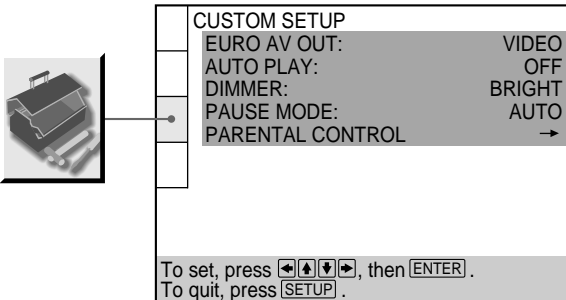 CUSTOM SETUP
EURO AV OUT: VIDEO
AUTO PLAY: OFF
DIMMER: BRIGHT
PAUSE MODE: AUTO
PARENTAL CONTROL →
To set, press ←↑↓→, then ENTER .
To quit, press SETUP .